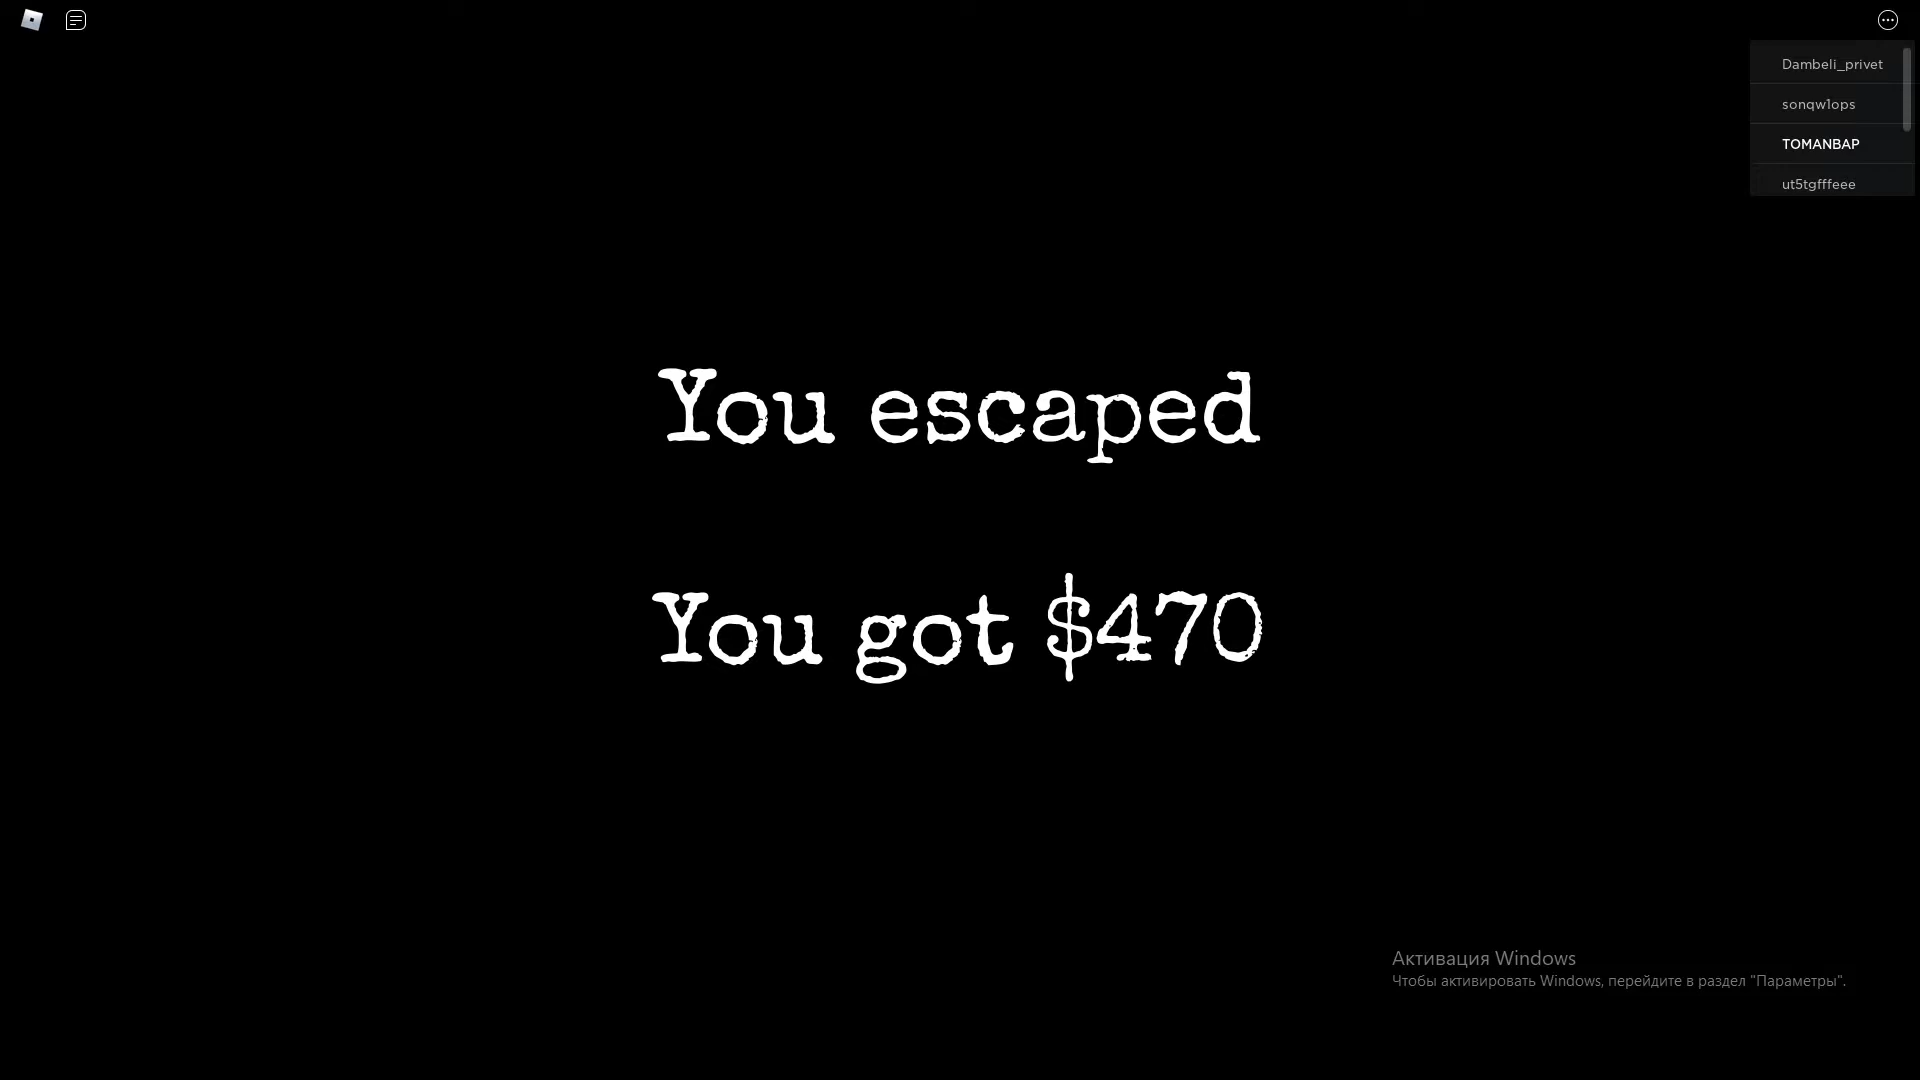 Dambeli_privet
sonqw1ops
TOMANBAP
ut5tgfffeee
You escaped
You got $470
Активация Windows
Чтобы активировать Windows, перейдите в раздел "Параметры".